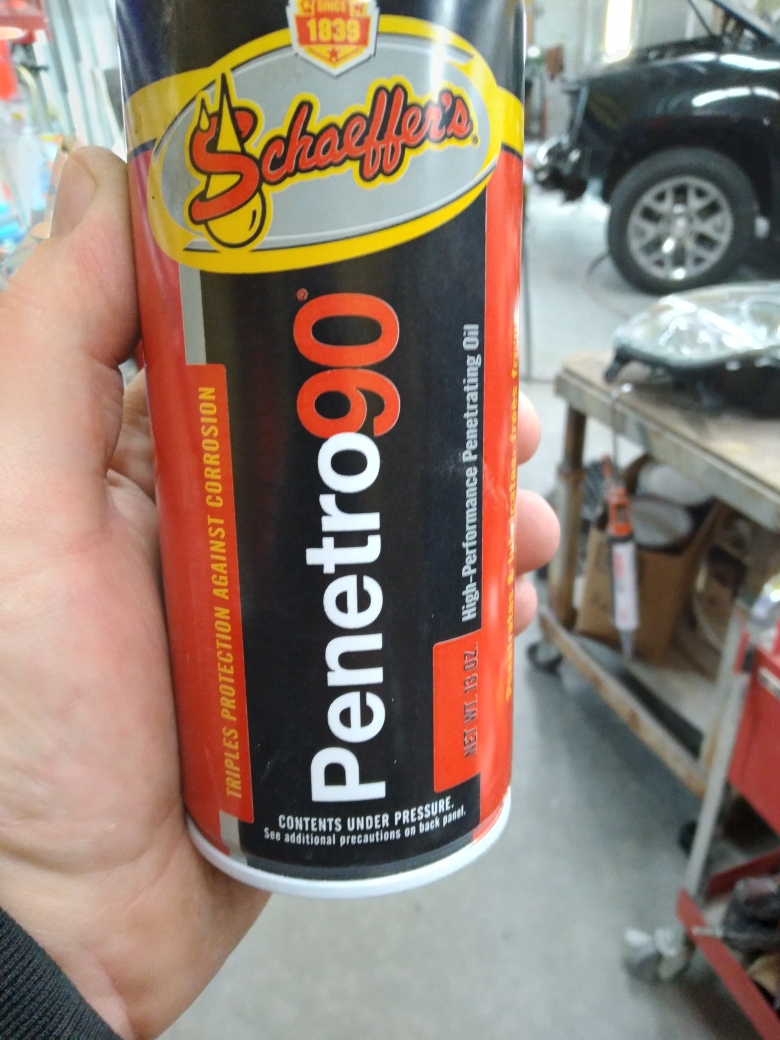 SINCE
1839
Schaeffer's
Penetro90®
High-Performance Penetrating Oil
TRIPLES PROTECTION AGAINST CORROSION
NET WT. 13 OZ.
CONTENTS UNDER PRESSURE.
See additional precautions on back panel.